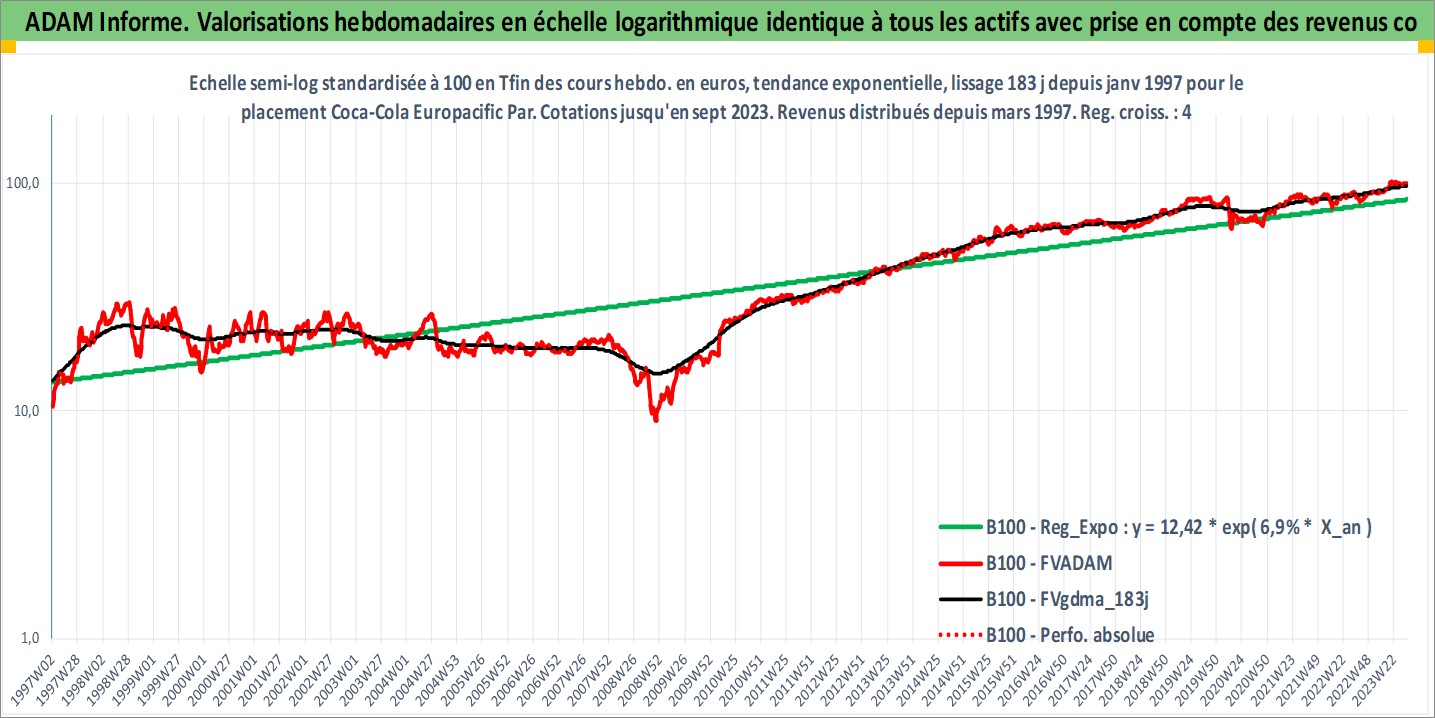 ADAM Informe. Valorisations hebdomadaires en échelle logarithmique identique à tous les actifs avec prise en compte des revenus co
Echelle semi-log standardisée à 100 en Tfin des cours hebdo. en euros, tendance exponentielle, lissage 183 j depuis janv 1997 pour le
placement Coca-Cola Europacific Par. Cotations jusqu'en sept 2023. Revenus distribués depuis mars 1997. Reg. croiss. : 4
100,0
10,0
1,0
B100 - Reg_Expo : y = 12,42 * exp( 6,9% * X_an )
B100 - FVADAM
B100 - FVgdma_183j
B100 - Perfo. absolue
1997W02
1997W28
1998W02
1998W28
1999W01
1999W27
2000W01
2000W27
2001W01
2001W27
2002W01
2002W27
2003W01
2003W27
2004W01
2004W27
2004W53
2005W26
2005W52
2006W26
2006W52
2007W26
2007W52
2008W26
2008W52
2009W26
2009W52
2010W25
2010W51
2011W25
2011W51
2012W25
2012W51
2013W25
2013W51
2014W25
2014W51
2015W25
2015W51
2016W24
2016W50
2017W24
2017W50
2018W24
2018W50
2019W24
2019W50
2020W24
2020W50
2021W23
2021W49
2022W22
2022W48
2023W22